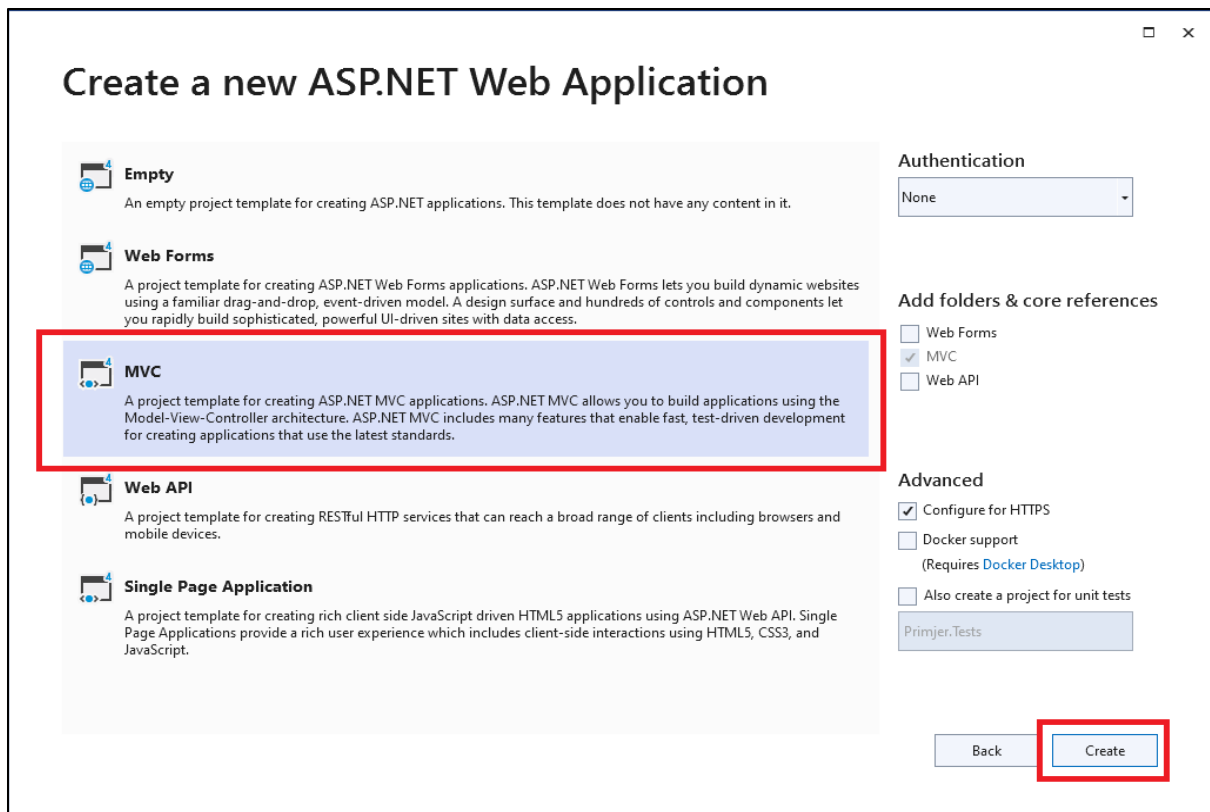 Create a new ASP.NET Web Application
Empty
An empty project template for creating ASP.NET applications. This template does not have any content in it.
Web Forms
A project template for creating ASP.NET Web Forms applications. ASP.NET Web Forms lets you build dynamic websites
using a familiar drag-and-drop, event-driven model. A design surface and hundreds of controls and components let
you rapidly build sophisticated, powerful UI-driven sites with data access.
MVC
A project template for creating ASP.NET MVC applications. ASP.NET MVC allows you to build applications using the
Model-View-Controller architecture. ASP.NET MVC includes many features that enable fast, test-driven development
for creating applications that use the latest standards.
Web API
A project template for creating RESTful HTTP services that can reach a broad range of clients including browsers and
mobile devices.
Single Page Application
A project template for creating rich client side JavaScript driven HTML5 applications using ASP.NET Web API. Single
Page Applications provide a rich user experience which includes client-side interactions using HTML5, CSS3, and
JavaScript.
Authentication
None
Add folders & core references
Web Forms
MVC
Web API
Advanced
Configure for HTTPS
Docker support
(Requires Docker Desktop)
Also create a project for unit tests
Primjer.Tests
Back
Create